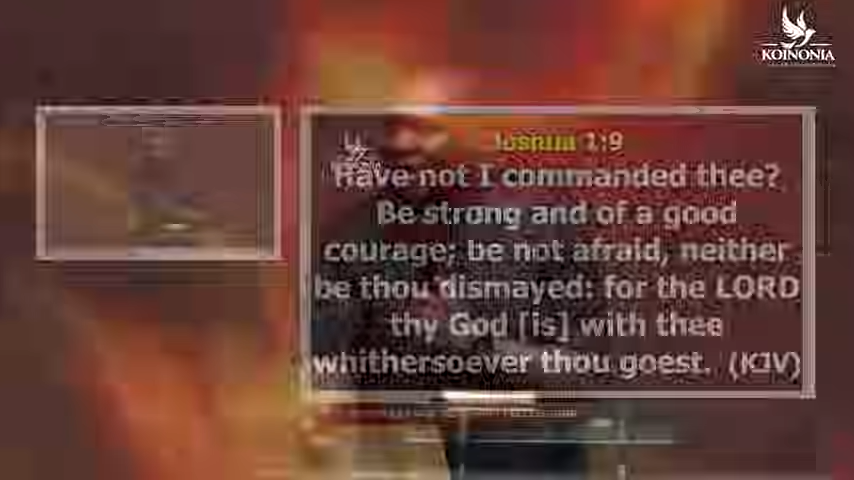 KOINONIA
Joshua 1:9
Have not I commanded thee?
Be strong and of a good
courage; be not afraid, neither
be thou dismayed: for the LORD
thy God [is] with thee
whithersoever thou goest. (KJV)